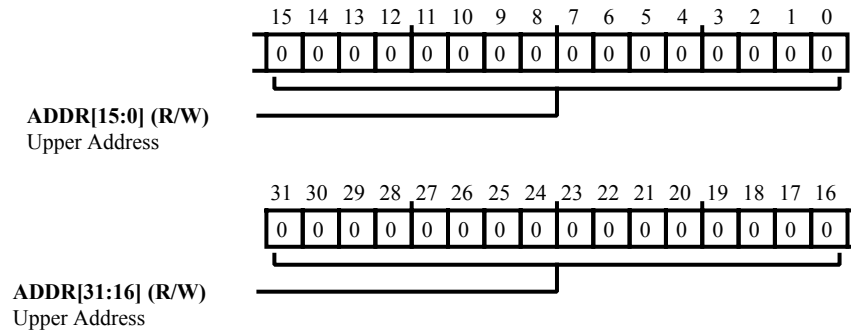 15 14 13 12 11 10 9 8 7 6 5 4 3 2 1 0
0 0 0 0 0 0 0 0 0 0 0 0 0 0 0 0
ADDR[15:0] (R/W)
Upper Address
31 30 29 28 27 26 25 24 23 22 21 20 19 18 17 16
0 0 0 0 0 0 0 0 0 0 0 0 0 0 0 0
ADDR[31:16] (R/W)
Upper Address